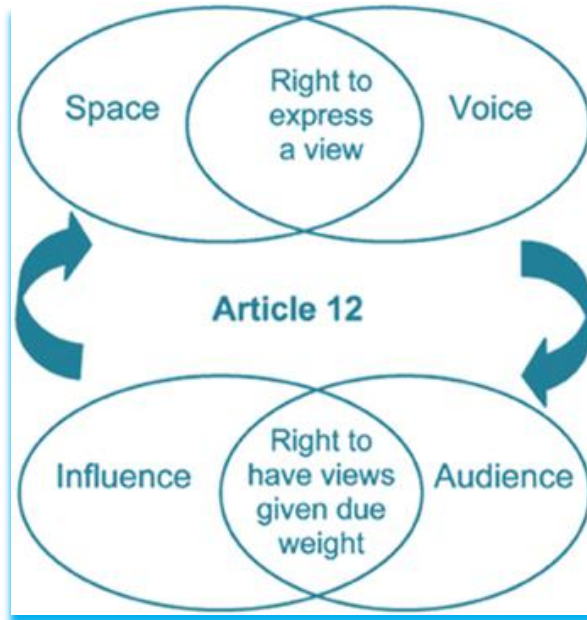 Space
Right to
express
a view
Voice
Article 12
Influence
Right to
have views
given due
weight
Audience